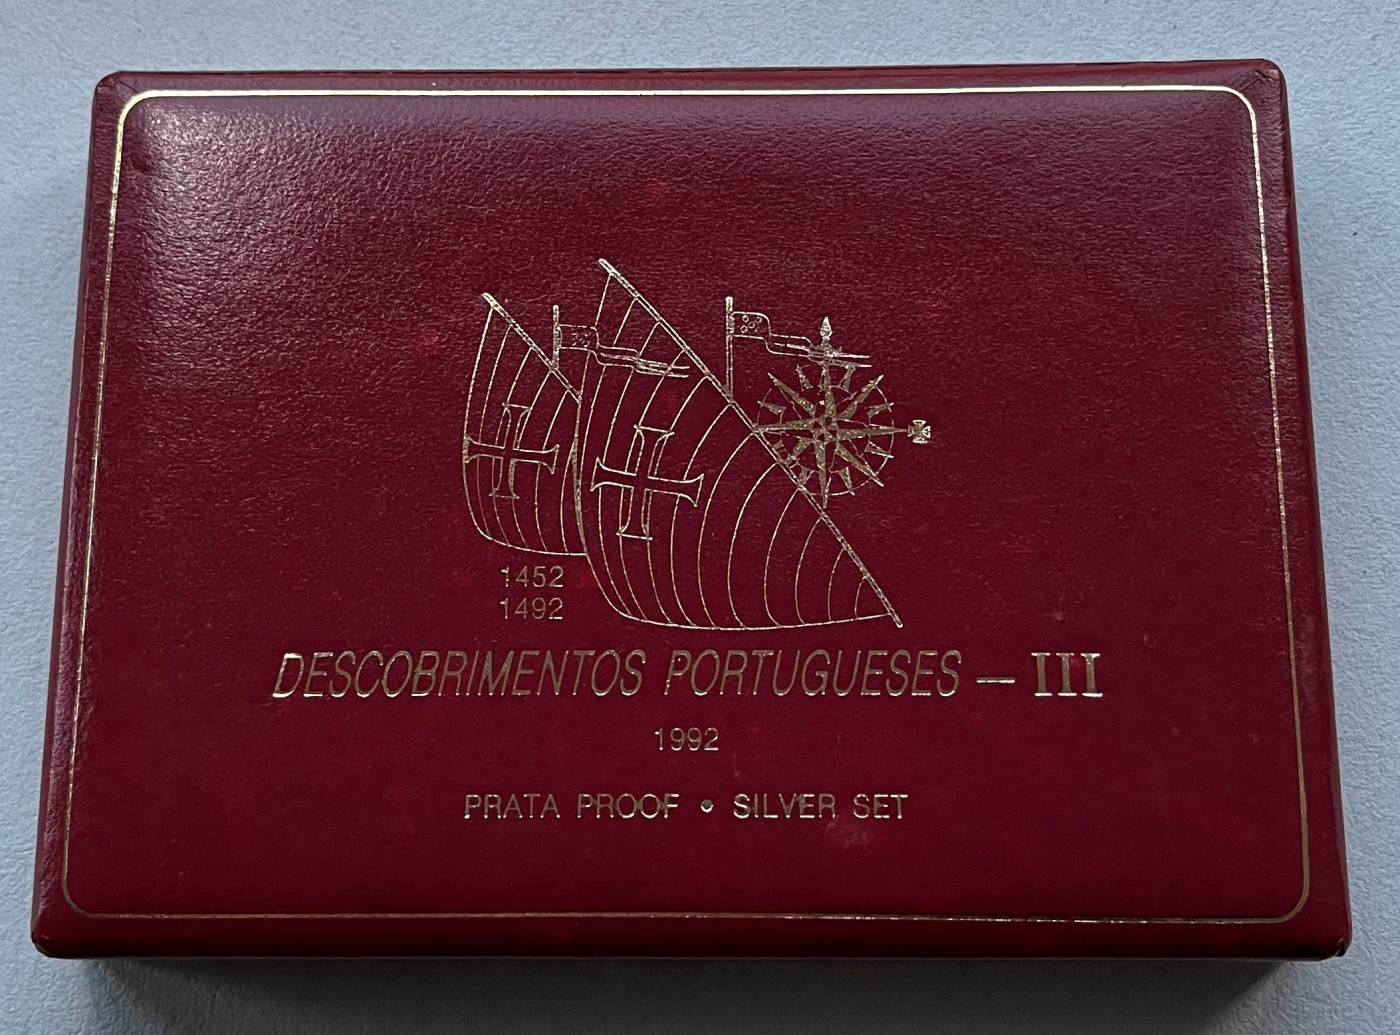 1452
1492
DESCOBRIMENTOS PORTUGUESES – III
1992
PRATA PROOF • SILVER SET